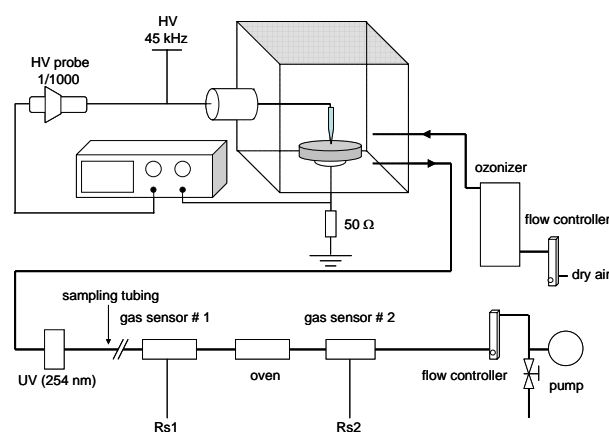 HV
45 kHz
HV probe
1/1000
ozonizer
flow controller
50 Ω
dry air
sampling tubing
gas sensor # 1
gas sensor # 2
UV (254 nm)
oven
flow controller
pump
Rs1
Rs2